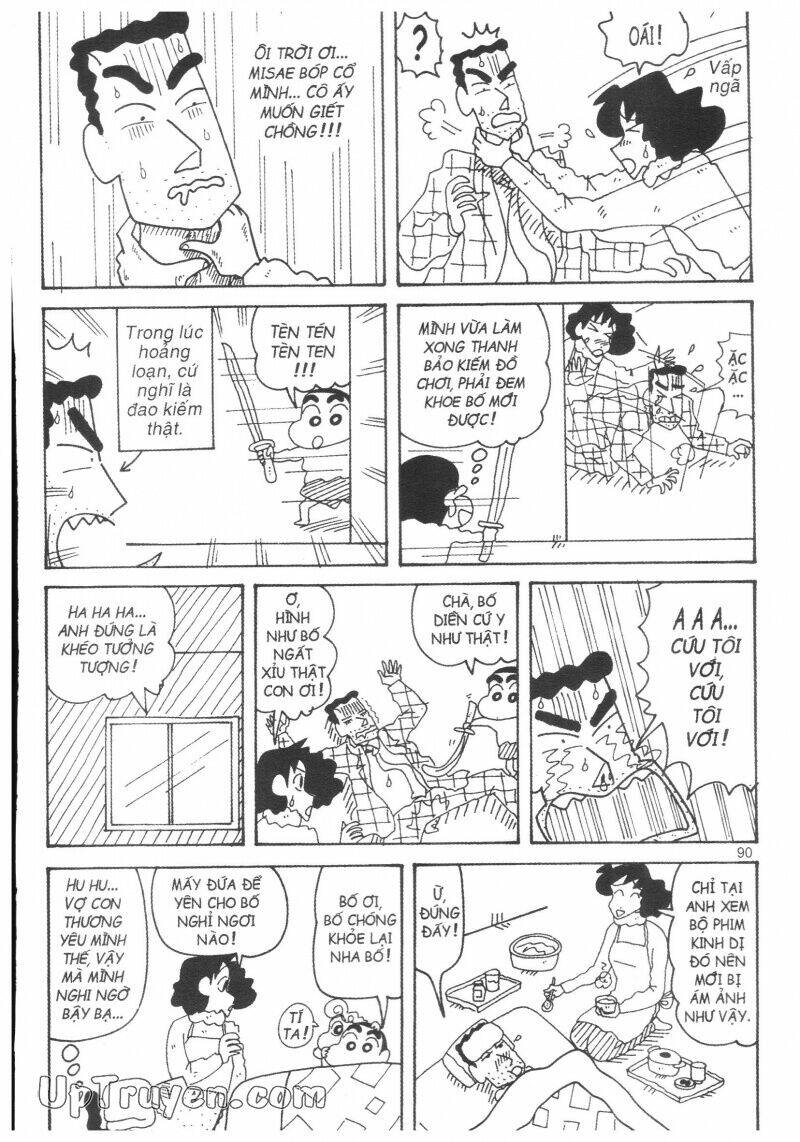 OÁI!
Vấp
ngã
?
ÔI TRỜI ƠI...
MISAE BÓP CỔ
MÌNH... CÔ ẤY
MUỐN GIẾT
CHỒNG!!!
ẶC
ẶC
...
MÌNH VỪA LÀM
XONG THANH
BẢO KIẾM ĐỒ
CHƠI, PHẢI ĐEM
KHOE BỐ MỚI
ĐƯỢC!
TÈN TÉN
TÈN TEN
!!!
Trong lúc
hoảng
loạn, cứ
nghĩ là
đao kiếm
thật.
A A A...
CỨU TÔI
VỚI,
CỨU
TÔI
VỚI!
CHÀ, BỐ
DIỄN CỨ Y
NHƯ THẬT!
Ơ,
HÌNH
NHƯ BỐ
NGẤT
XỈU THẬT
CON ƠI!
HA HA HA...
ANH ĐÚNG LÀ
KHÉO TƯỞNG
TƯỢNG!
90
CHỈ TẠI
ANH XEM
BỘ PHIM
KINH DỊ
ĐÓ NÊN
MỚI BỊ
ÁM ẢNH
NHƯ VẬY.
Ừ,
ĐÚNG
ĐẤY!
BỐ ƠI,
BỐ CHÓNG
KHỎE LẠI
NHA BỐ!
TÍ
TA!
MẤY ĐỨA ĐỂ
YÊN CHO BỐ
NGHỈ NGƠI
NÀO!
HU HU...
VỢ CON
THƯƠNG
YÊU MÌNH
THẾ, VẬY
MÀ MÌNH
NGHI NGỜ
BẬY BẠ...
UpTruyen.com